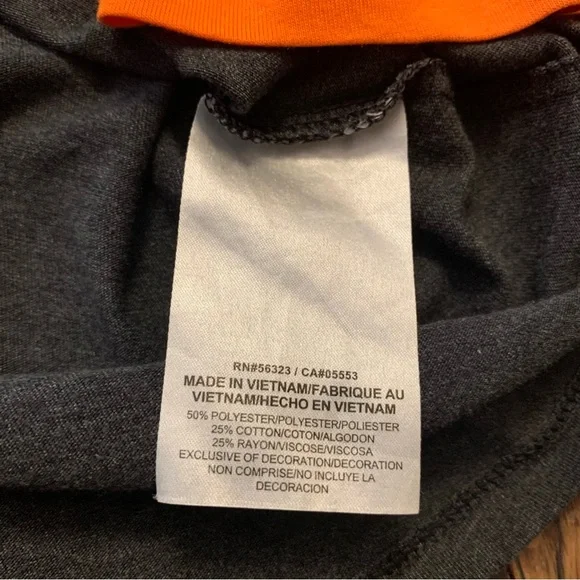 RN#56323 / CA#05553
MADE IN VIETNAM/FABRIQUE AU
VIETNAM/HECHO EN VIETNAM
50% POLYESTER/POLYESTER/POLIESTER
25% COTTON/COTON/ALGODON
25% RAYON/VISCOSE/VISCOSA
EXCLUSIVE OF DECORATION/DECORATION
NON COMPRISE/NO INCLUYE LA
DECORACION